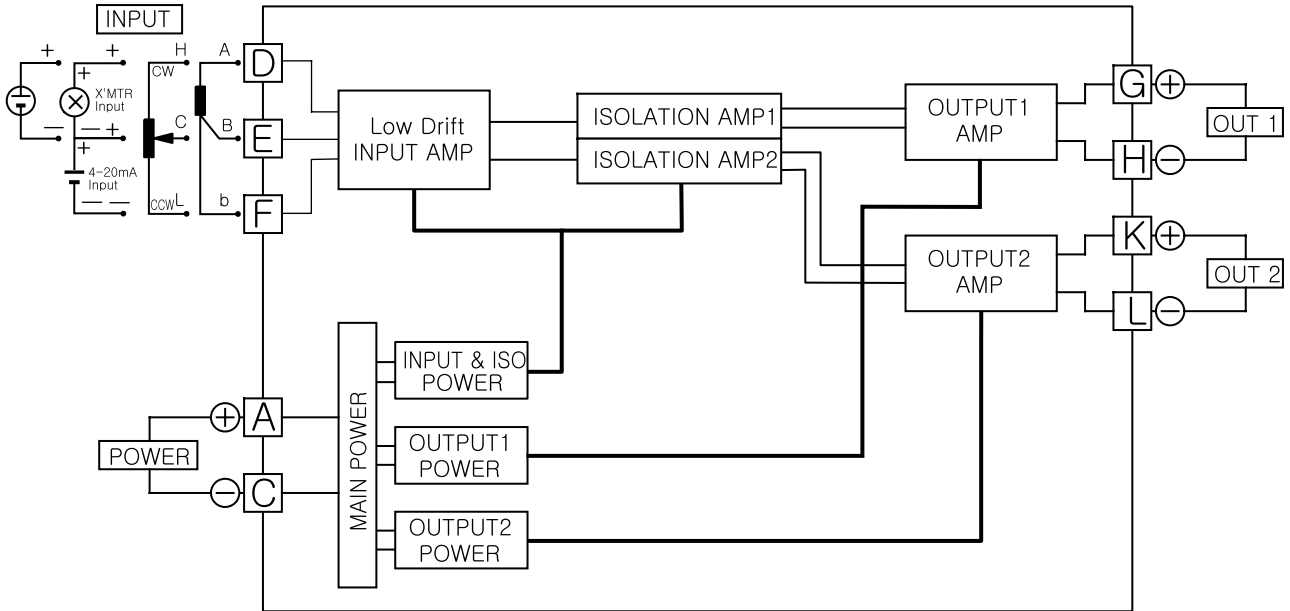 INPUT
+
+
H
A
D
+
CW
X'MTR
Input
C
B
E
— — +
+
4-20mA
Input
— —
CCW
L
b
F
Low Drift
INPUT AMP
ISOLATION AMP1
ISOLATION AMP2
OUTPUT1
AMP
G
+
OUT 1
H
−
OUTPUT2
AMP
K
+
OUT 2
L
−
MAIN POWER
INPUT & ISO
POWER
OUTPUT1
POWER
OUTPUT2
POWER
+
A
POWER
−
C